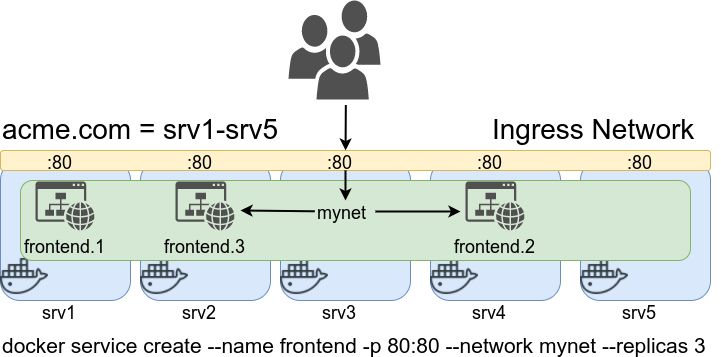 acme.com = srv1-srv5
Ingress Network
:80 :80 :80 :80 :80
mynet
frontend.1 frontend.3 frontend.2
srv1 srv2 srv3 srv4 srv5
docker service create --name frontend -p 80:80 --network mynet --replicas 3